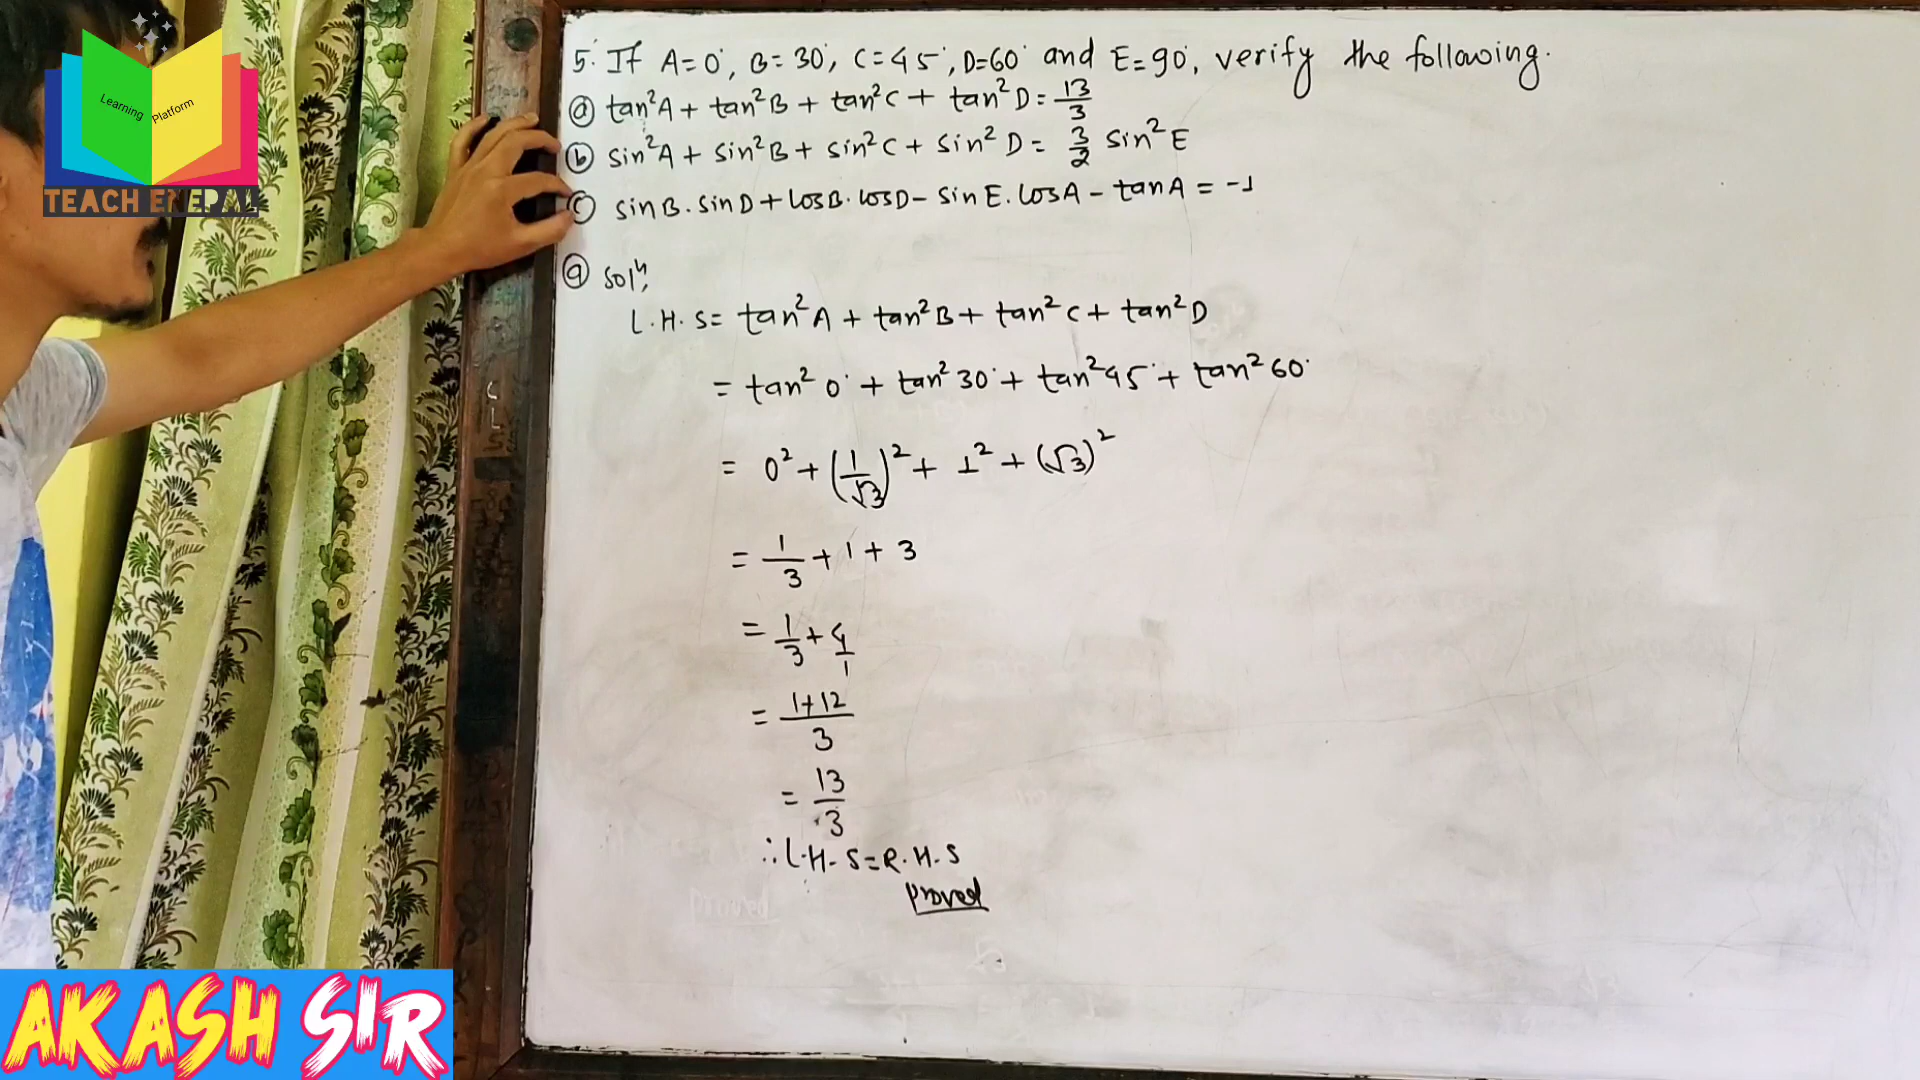 Learning Platform
TEACH ENEPAL
5. If A=0°, B=30°, C=45°, D=60° and E=90°, verify the following.
ⓐ tan²A + tan²B + tan²C + tan²D = 13/3
ⓑ sin²A + sin²B + sin²C + sin²D = 3/2 sin²E
ⓒ sinB.sinD + cosB.cosD - sinE.cosA - tanA = -1
ⓐ Solⁿ,
L.H.S = tan²A + tan²B + tan²C + tan²D
= tan²0° + tan²30° + tan²45° + tan²60°
= 0² + (1/√3)² + 1² + (√3)²
= 1/3 + 1 + 3
= 1/3 + 4/1
= 1+12/3
= 13/3
∴ L.H.S = R.H.S
proved
AKASH SIR